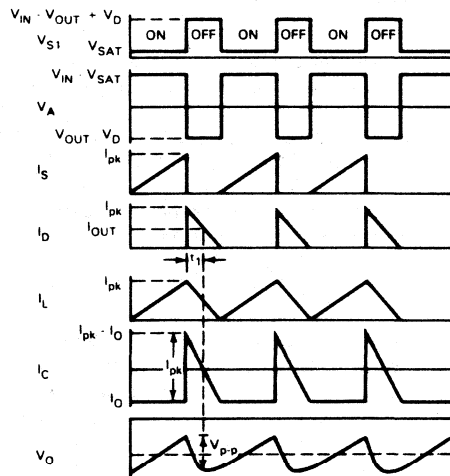 VIN · VOUT + VD
VS1
VSAT
ON OFF ON OFF ON OFF
VIN · VSAT
VA
VOUT · VD
Ipk
IS
Ipk
ID
IOUT
t1
Ipk
IL
Ipk · IO
IC
Ipk
IO
VO
Vp-p